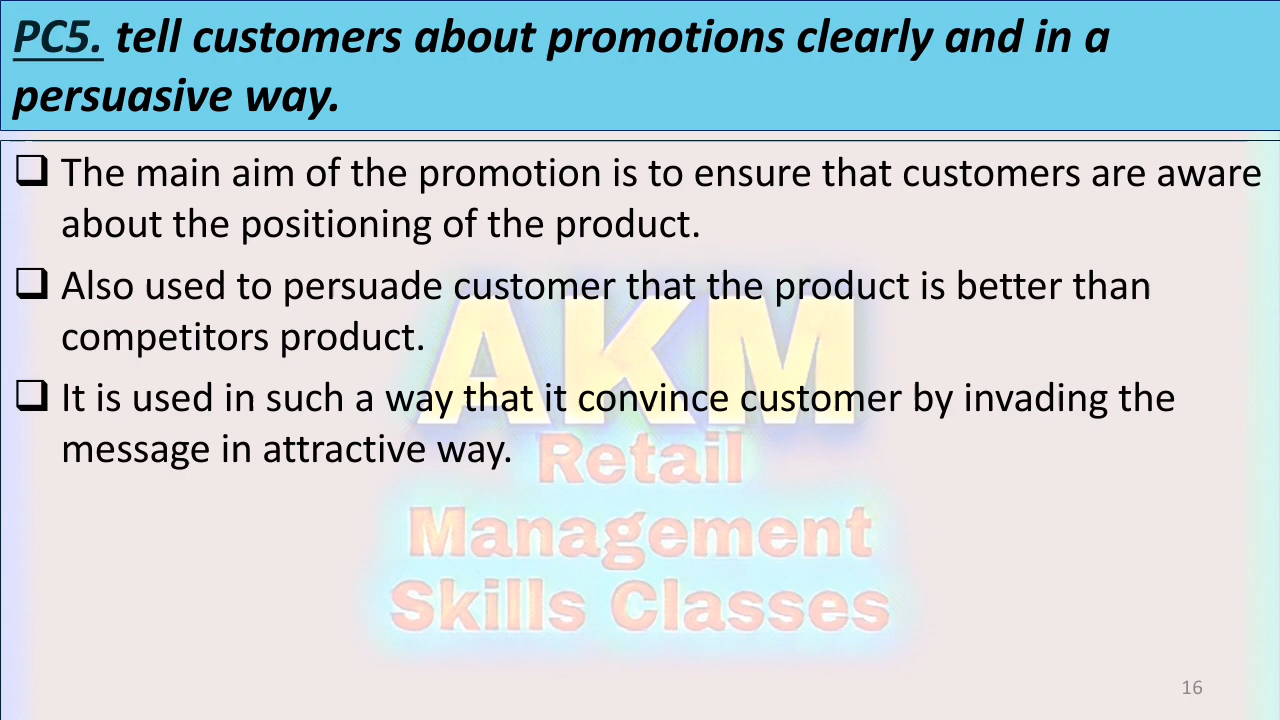 PC5. tell customers about promotions clearly and in a
persuasive way.
The main aim of the promotion is to ensure that customers are aware
about the positioning of the product.
Also used to persuade customer that the product is better than
competitors product.
It is used in such a way that it convince customer by invading the
message in attractive way.
AKM
Retail
Management
Skills Classes
16